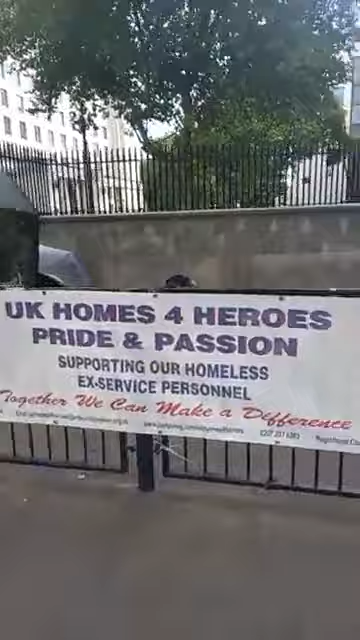 UK HOMES 4 HEROES
PRIDE & PASSION
SUPPORTING OUR HOMELESS
EX-SERVICE PERSONNEL
Together We Can Make a Difference